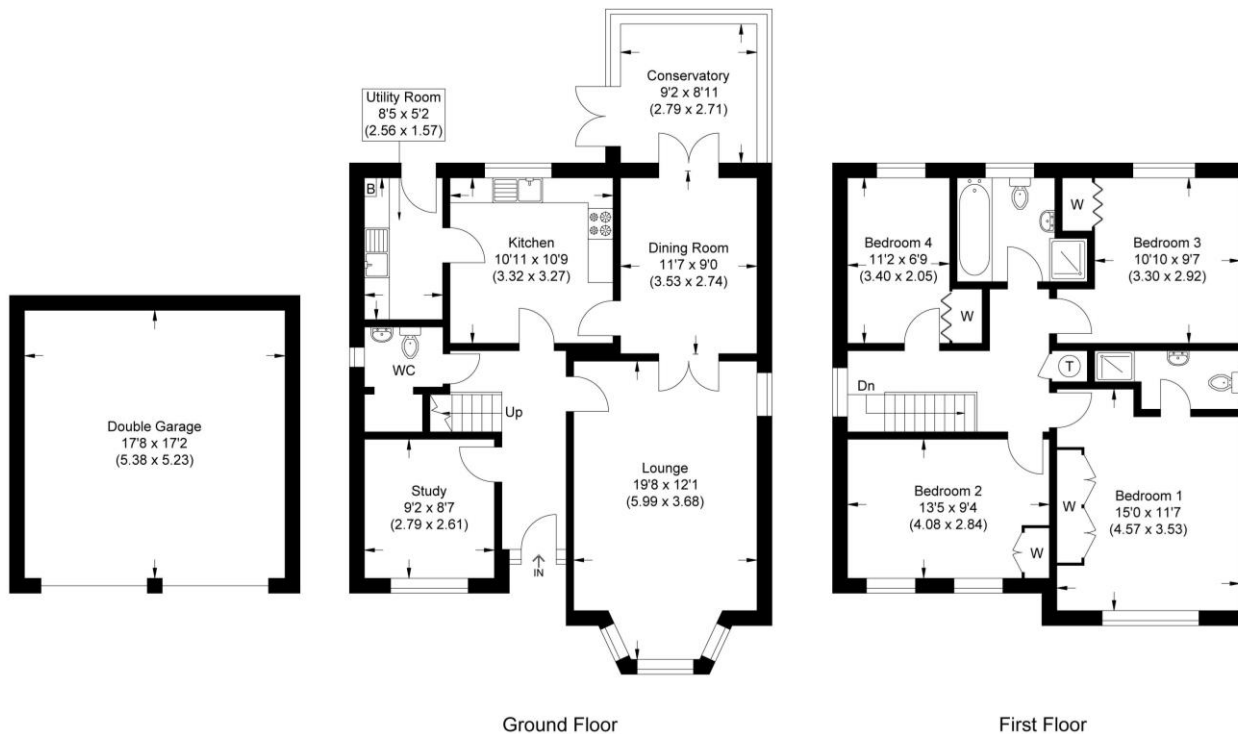 Conservatory
9'2 x 8'11
(2.79 x 2.71)
Utility Room
8'5 x 5'2
(2.56 x 1.57)
B
Kitchen
10'11 x 10'9
(3.32 x 3.27)
Dining Room
11'7 x 9'0
(3.53 x 2.74)
WC
Up
Double Garage
17'8 x 17'2
(5.38 x 5.23)
Study
9'2 x 8'7
(2.79 x 2.61)
Lounge
19'8 x 12'1
(5.99 x 3.68)
IN
Ground Floor
Bedroom 4
11'2 x 6'9
(3.40 x 2.05)
W
W
Bedroom 3
10'10 x 9'7
(3.30 x 2.92)
T
Dn
Bedroom 2
13'5 x 9'4
(4.08 x 2.84)
W
W
Bedroom 1
15'0 x 11'7
(4.57 x 3.53)
First Floor